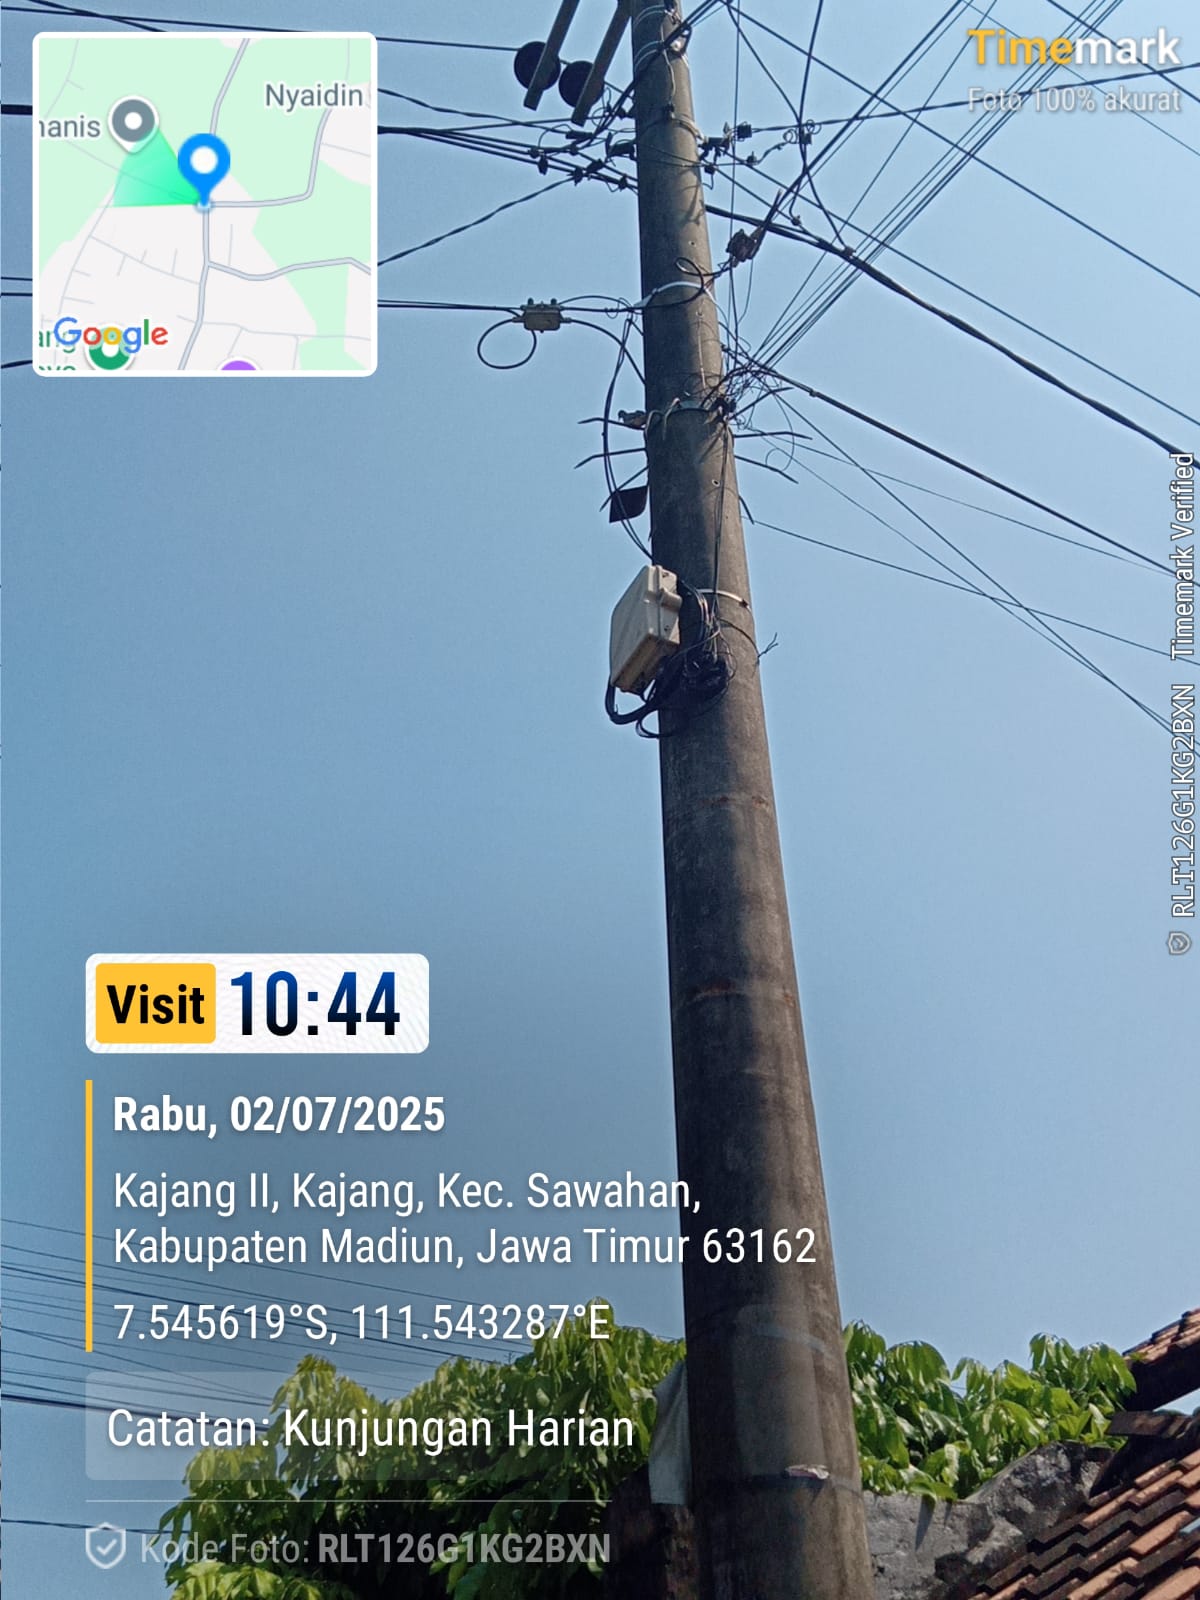 Timemark
Foto 100% akurat
Nyaidin
hanis
Google
Visit 10:44
Rabu, 02/07/2025
Kajang II, Kajang, Kec. Sawahan,
Kabupaten Madiun, Jawa Timur 63162
7.545619°S, 111.543287°E
Catatan: Kunjungan Harian
Kode Foto: RLT126G1KG2BXN
RLT126G1KG2BXN Timemark Verified